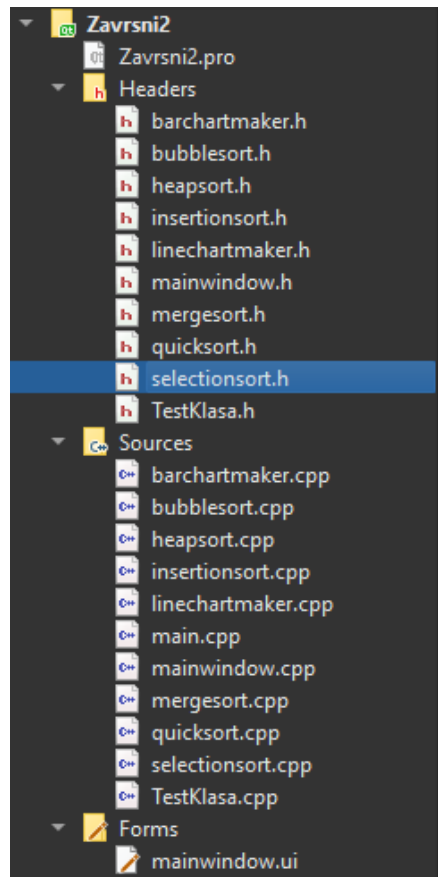 Zavrsni2
Zavrsni2.pro
Headers
barchartmaker.h
bubblesort.h
heapsort.h
insertionsort.h
linechartmaker.h
mainwindow.h
mergesort.h
quicksort.h
selectionsort.h
TestKlasa.h
Sources
barchartmaker.cpp
bubblesort.cpp
heapsort.cpp
insertionsort.cpp
linechartmaker.cpp
main.cpp
mainwindow.cpp
mergesort.cpp
quicksort.cpp
selectionsort.cpp
TestKlasa.cpp
Forms
mainwindow.ui